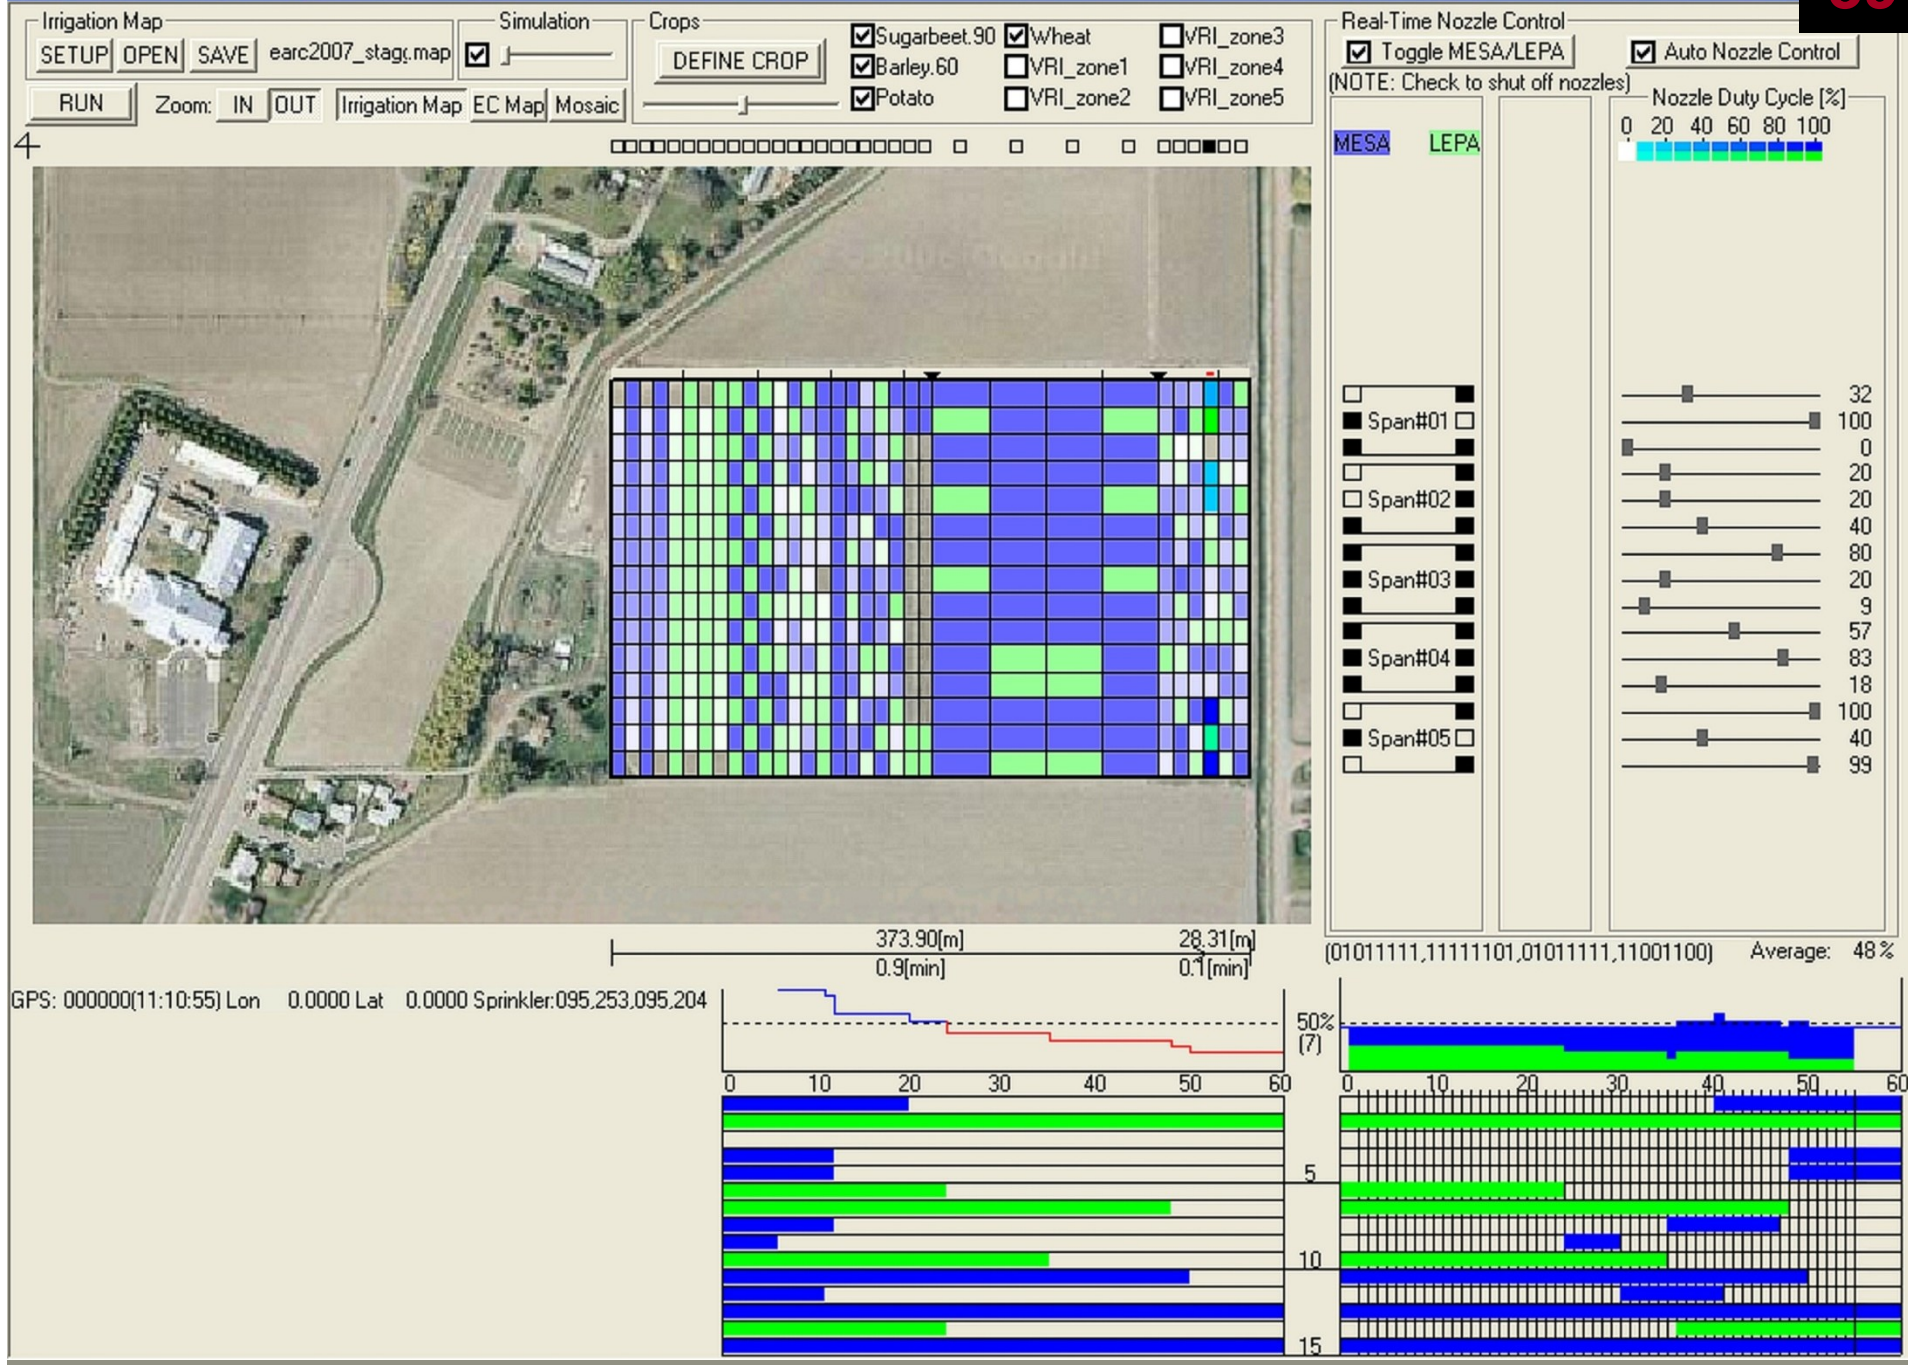 Irrigation Map
Simulation
Crops
Real-Time Nozzle Control
SETUP OPEN SAVE earc2007_stagg.map
DEFINE CROP
Sugarbeet.90 Wheat VRI_zone3
Barley.60 VRI_zone1 VRI_zone4
Potato VRI_zone2 VRI_zone5
Toggle MESA/LEPA Auto Nozzle Control
(NOTE: Check to shut off nozzles)
RUN Zoom: IN OUT Irrigation Map EC Map Mosaic
Nozzle Duty Cycle [%]
0 20 40 60 80 100
MESA LEPA
32
Span#01 100
0
20
Span#02 20
40
80
Span#03 20
9
57
Span#04 83
18
100
Span#05 40
99
373.90[m] 28.31[m]
0.9[min] 0.1[min]
(01011111,11111101,01011111,11001100) Average: 48%
GPS: 000000(11:10:55) Lon 0.0000 Lat 0.0000 Sprinkler:095,253,095,204
50%
(7)
0 10 20 30 40 50 60
0 10 20 30 40 50 60
5
10
15